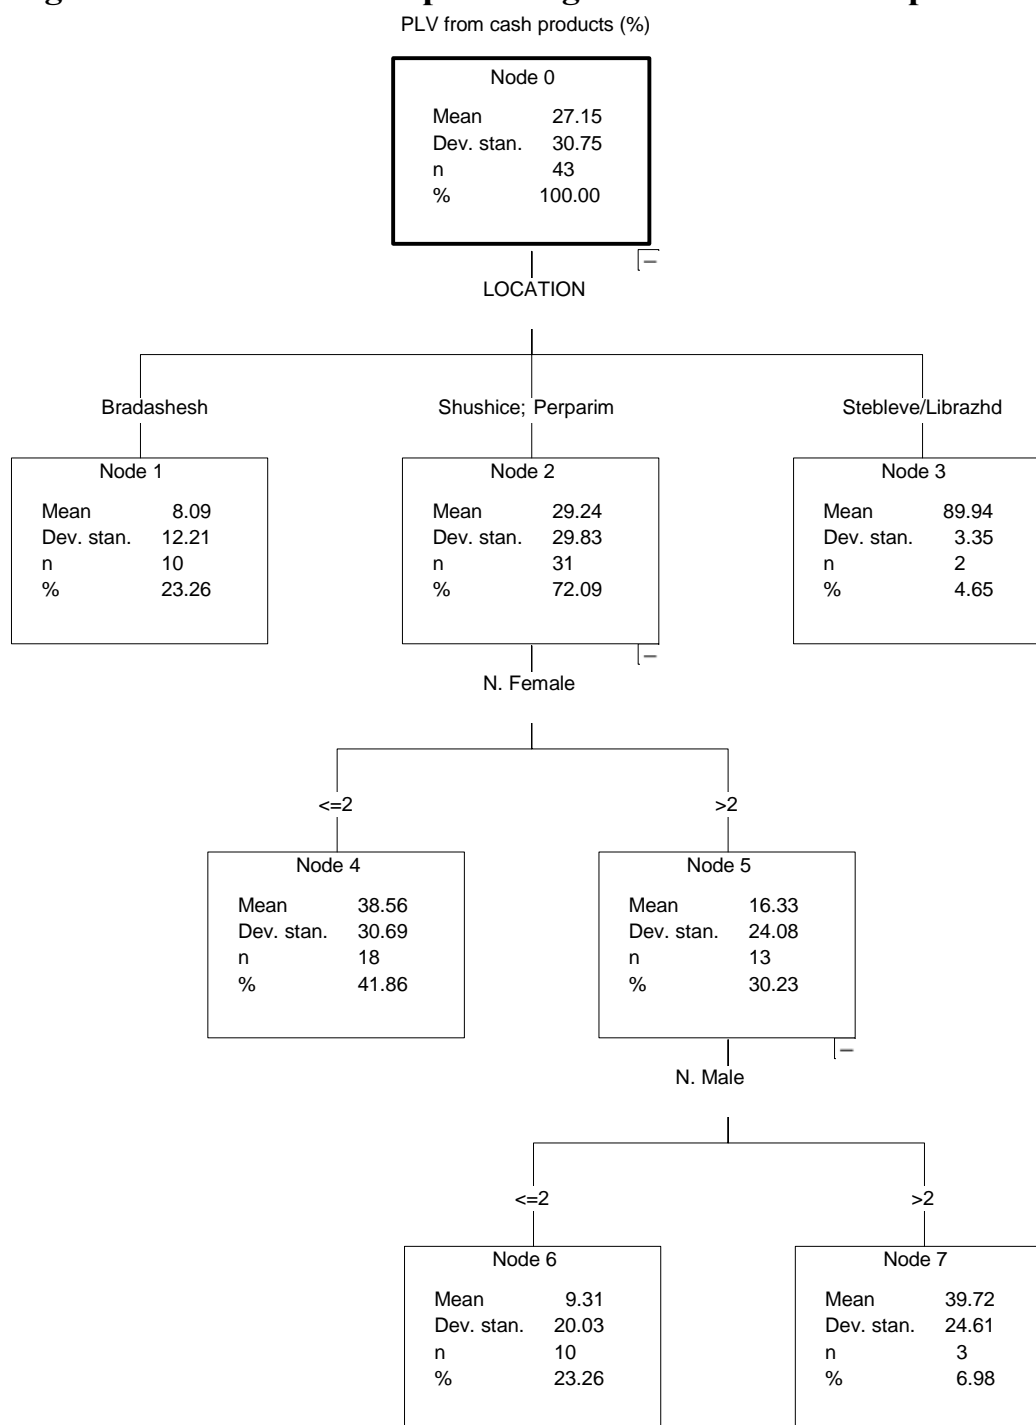 PLV from cash products (%)
Node 0
Mean 27.15
Dev. stan. 30.75
n 43
% 100.00
LOCATION
Bradashesh
Shushice; Perparim
Stebleve/Librazhd
Node 1
Mean 8.09
Dev. stan. 12.21
n 10
% 23.26
Node 2
Mean 29.24
Dev. stan. 29.83
n 31
% 72.09
Node 3
Mean 89.94
Dev. stan. 3.35
n 2
% 4.65
N. Female
<=2
>2
Node 4
Mean 38.56
Dev. stan. 30.69
n 18
% 41.86
Node 5
Mean 16.33
Dev. stan. 24.08
n 13
% 30.23
N. Male
<=2
>2
Node 6
Mean 9.31
Dev. stan. 20.03
n 10
% 23.26
Node 7
Mean 39.72
Dev. stan. 24.61
n 3
% 6.98